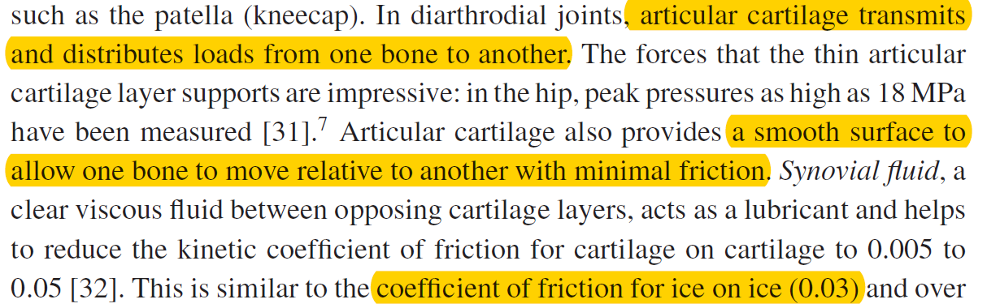 such as the patella (kneecap). In diarthrodial joints, articular cartilage transmits
and distributes loads from one bone to another. The forces that the thin articular
cartilage layer supports are impressive: in the hip, peak pressures as high as 18 MPa
have been measured [31].⁷ Articular cartilage also provides a smooth surface to
allow one bone to move relative to another with minimal friction. Synovial fluid, a
clear viscous fluid between opposing cartilage layers, acts as a lubricant and helps
to reduce the kinetic coefficient of friction for cartilage on cartilage to 0.005 to
0.05 [32]. This is similar to the coefficient of friction for ice on ice (0.03) and over